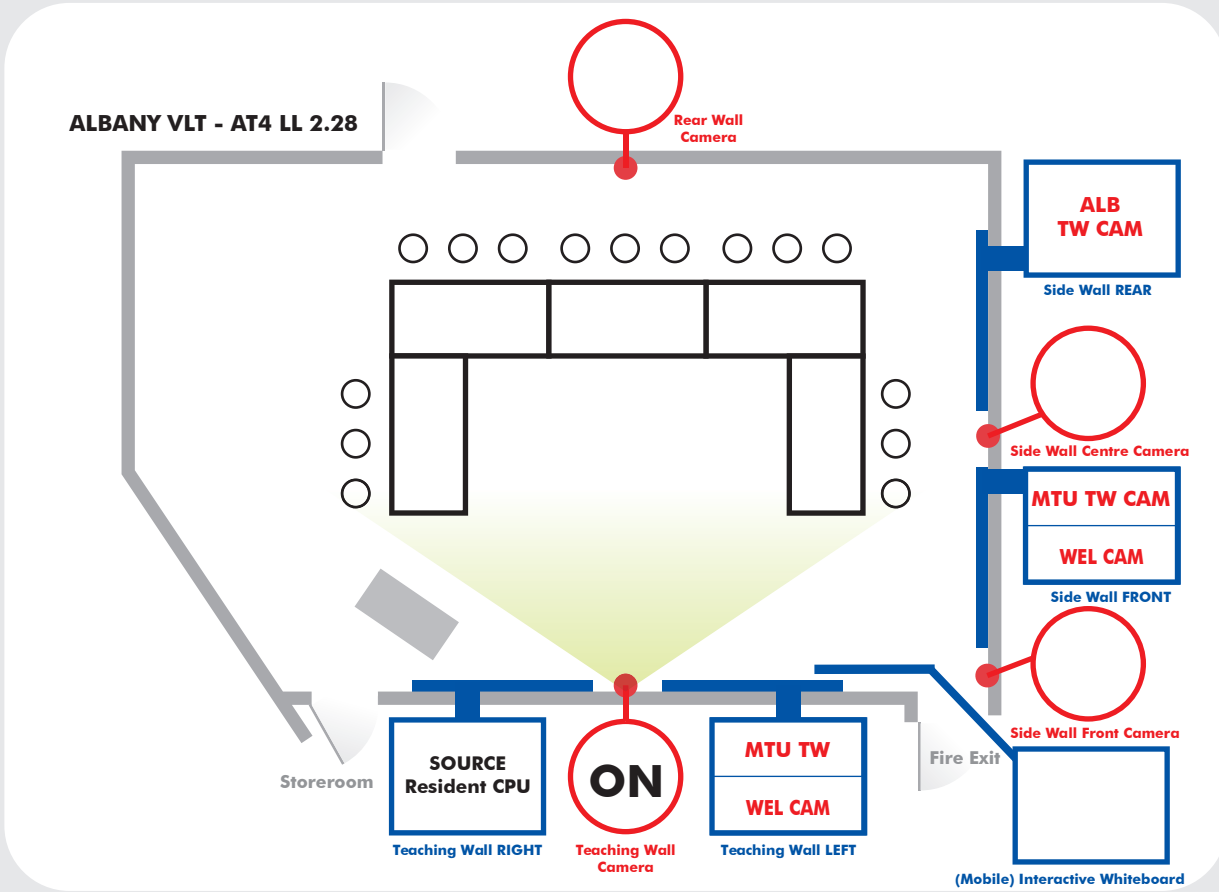 ALBANY VLT - AT4 LL 2.28
Rear Wall
Camera
ALB
TW CAM
Side Wall REAR
Side Wall Centre Camera
MTU TW CAM
WEL CAM
Side Wall FRONT
Side Wall Front Camera
Storeroom
SOURCE
Resident CPU
Teaching Wall RIGHT
ON
Teaching Wall
Camera
MTU TW
WEL CAM
Teaching Wall LEFT
Fire Exit
(Mobile) Interactive Whiteboard